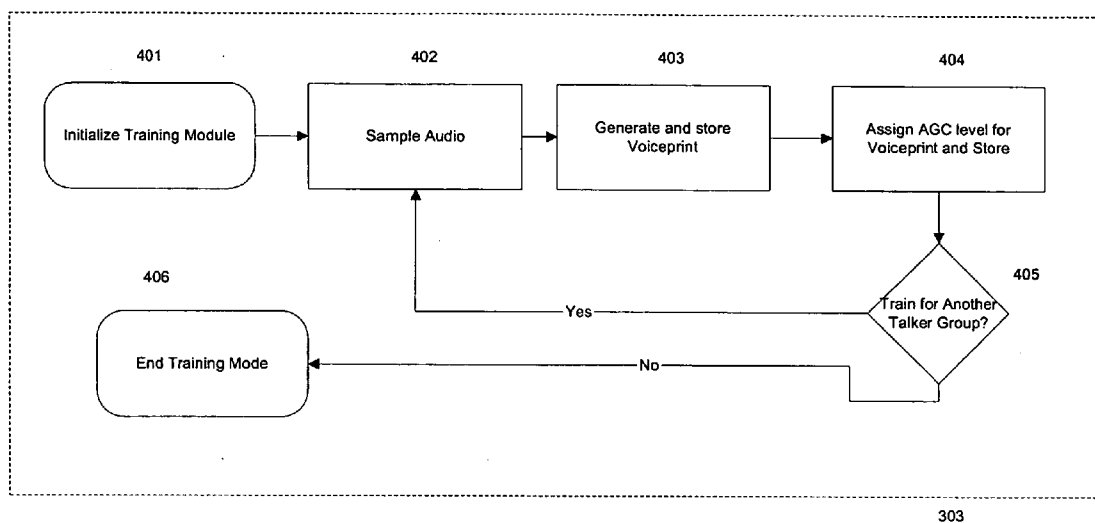 401
402
403
404
Initialize Training Module
Sample Audio
Generate and store
Voiceprint
Assign AGC level for
Voiceprint and Store
405
Train for Another
Talker Group?
Yes
406
End Training Mode
No
303